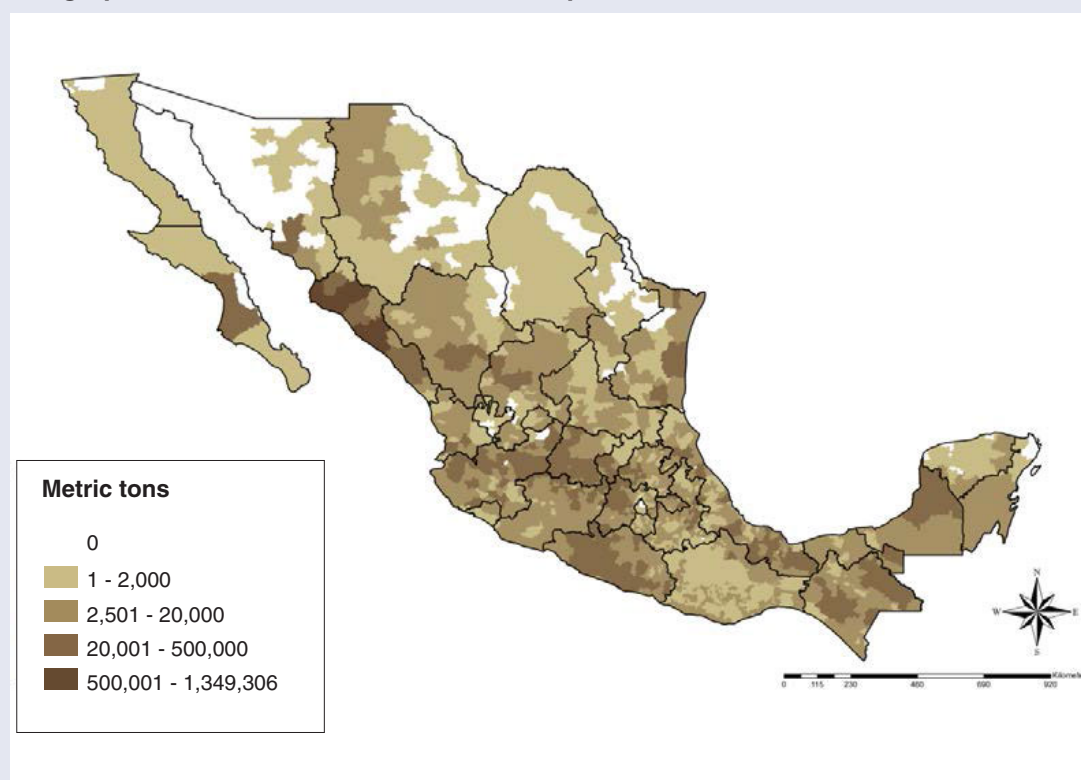 Metric tons
0
1 - 2,000
2,501 - 20,000
20,001 - 500,000
500,001 - 1,349,306
N
W
E
S
0 115 230 460 690 920